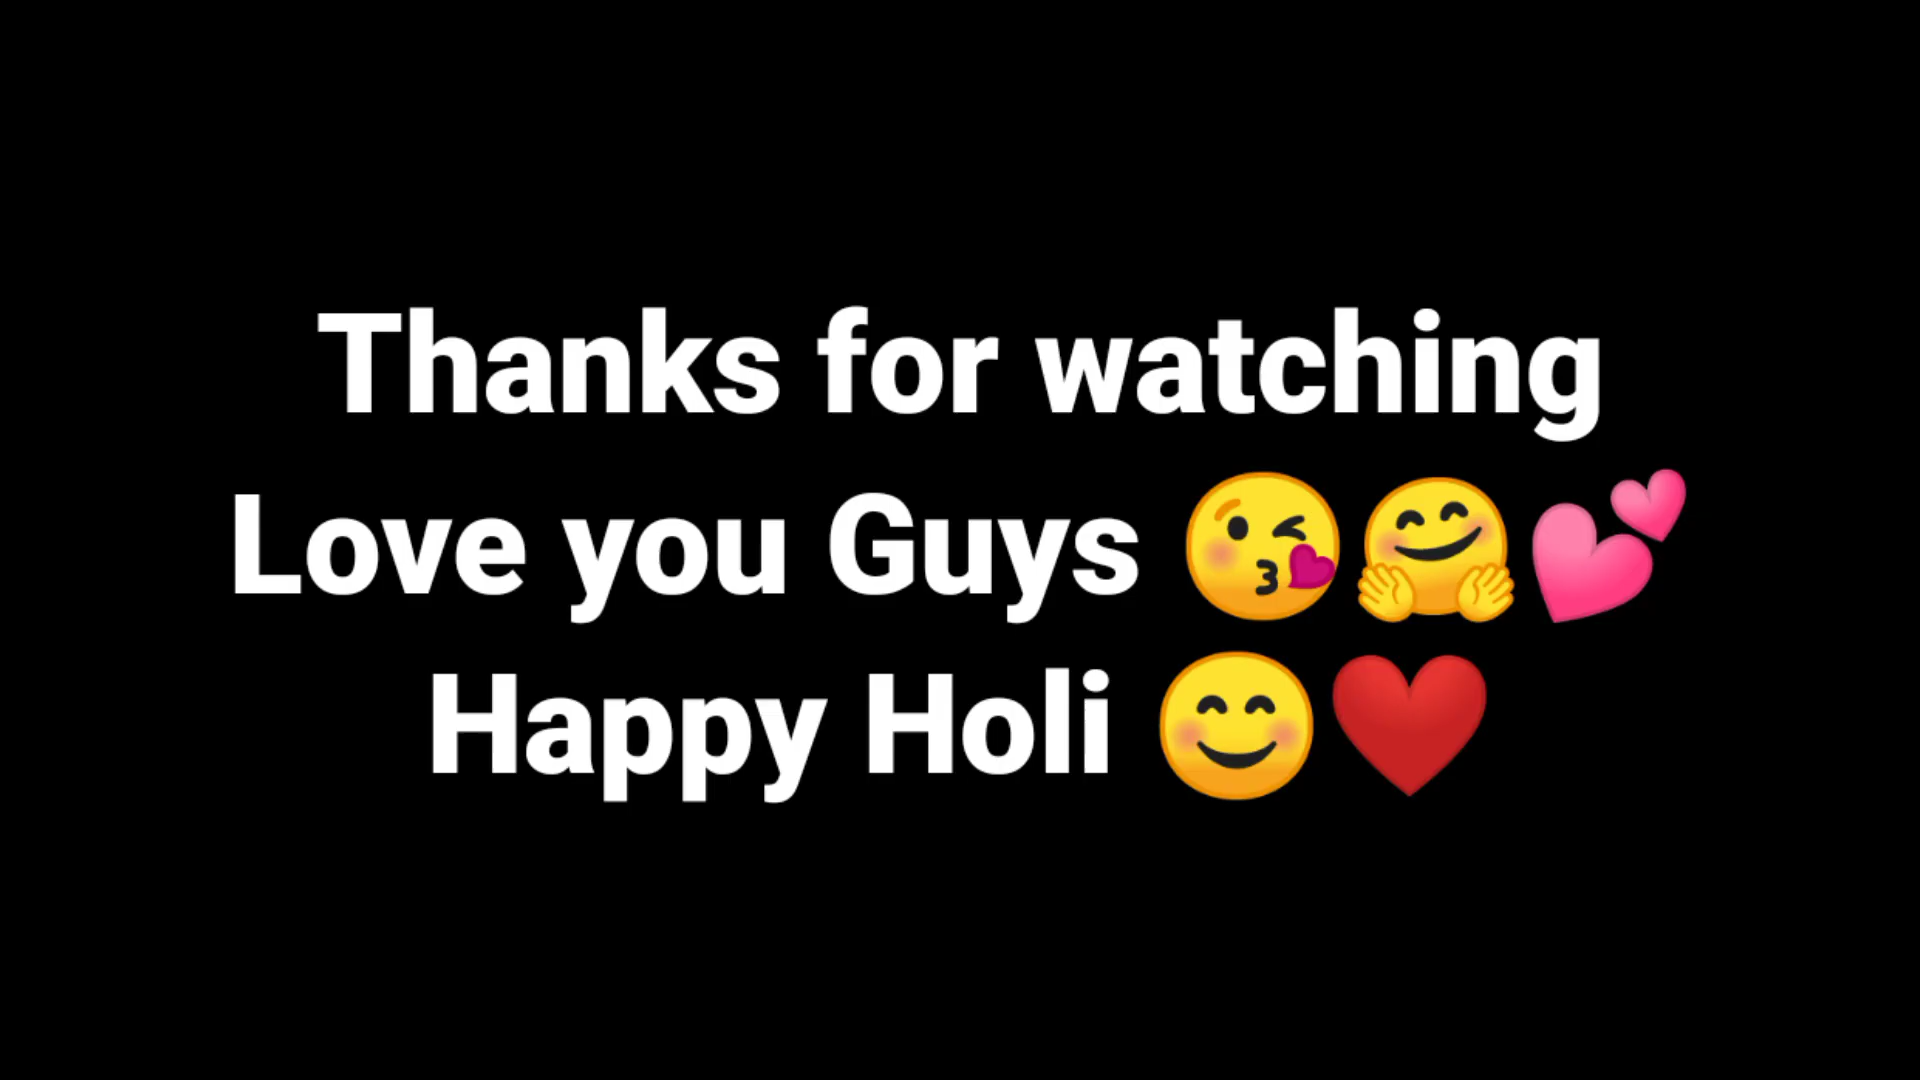 Thanks for watching
Love you Guys 😘🤗💕
Happy Holi 😊❤️